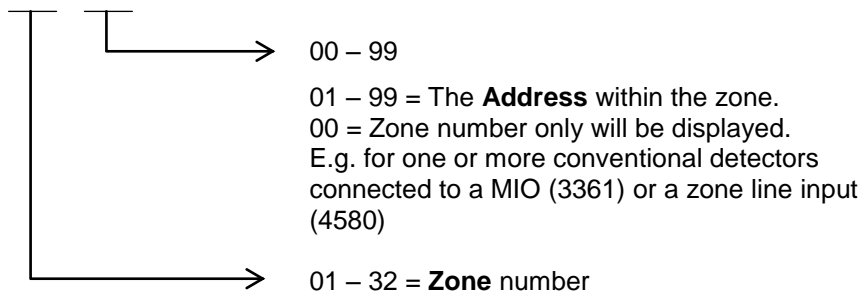 00 – 99
01 – 99 = The Address within the zone.
00 = Zone number only will be displayed.
E.g. for one or more conventional detectors
connected to a MIO (3361) or a zone line input
(4580)
01 – 32 = Zone number